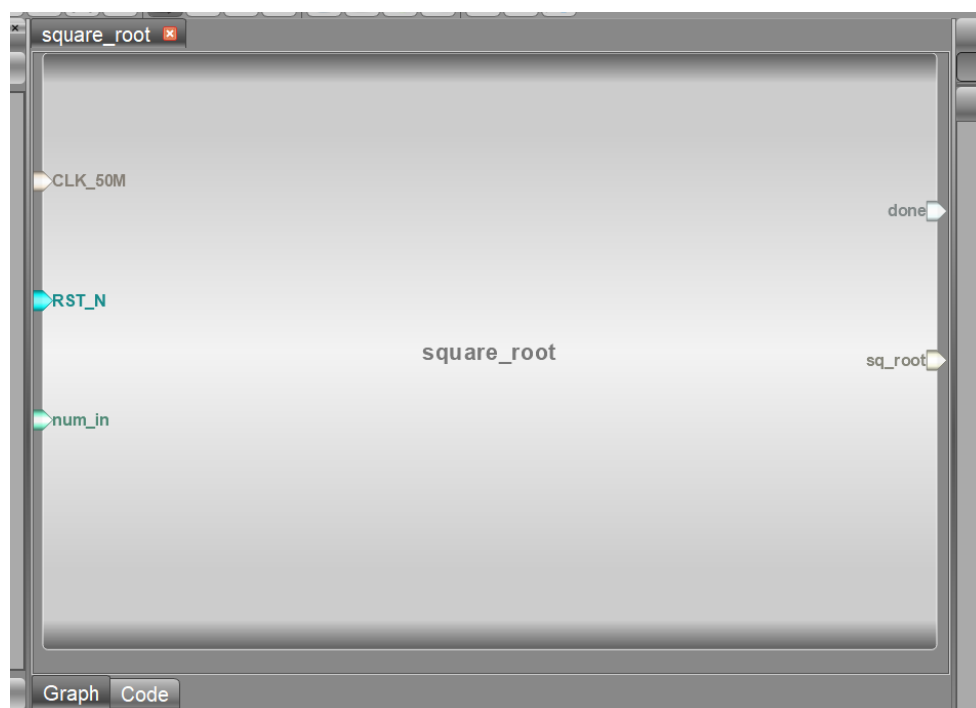 square_root
CLK_50M
done
RST_N
square_root
sq_root
num_in
Graph Code